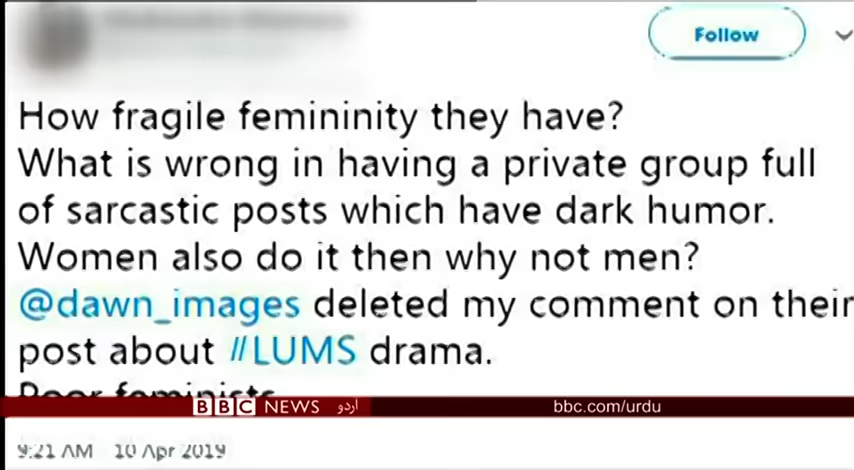 Follow
How fragile femininity they have?
What is wrong in having a private group full
of sarcastic posts which have dark humor.
Women also do it then why not men?
@dawn_images deleted my comment on their
post about #LUMS drama.
Poor feminists
BBC NEWS اردو bbc.com/urdu
9:21 AM 10 Apr 2019